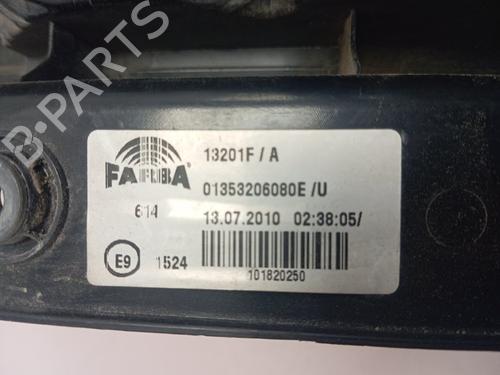 B-PARTS
FARBA
13201F / A
01353206080E /U
614
13.07.2010 02:38:05/
E9
1524
101820250